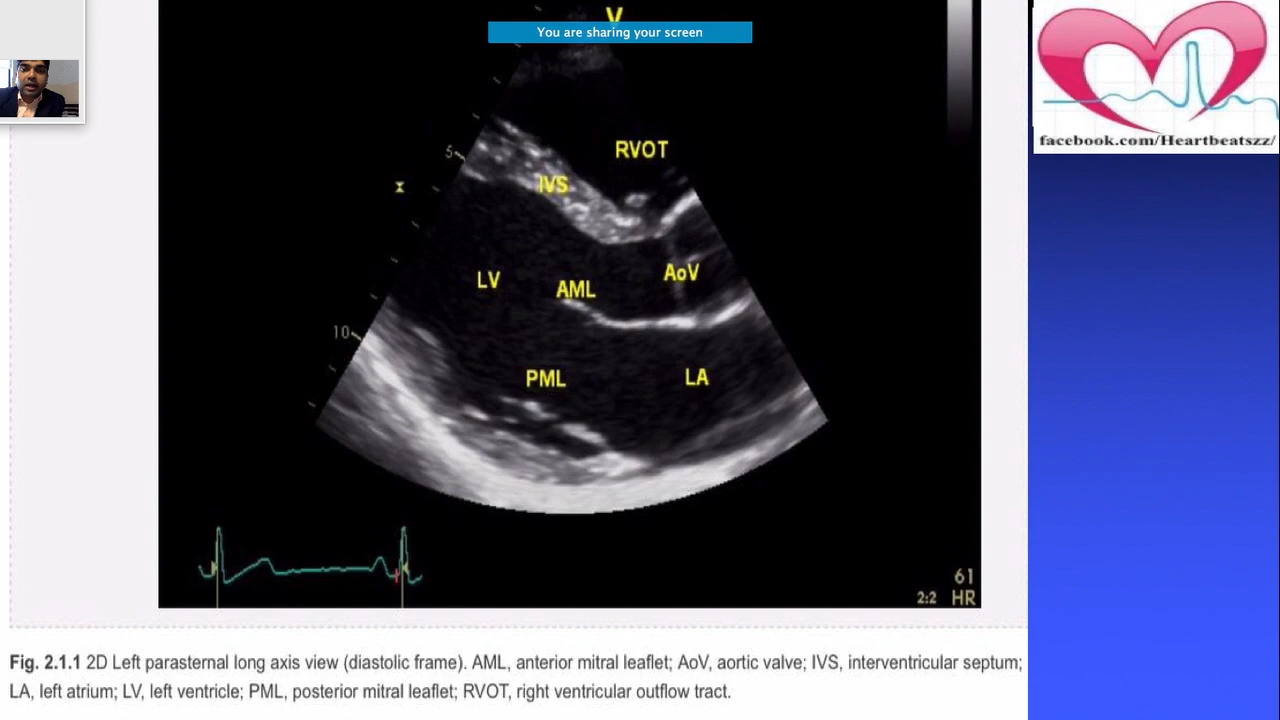 V
You are sharing your screen
facebook.com/Heartbeatszz/
RVOT
5
IVS
AoV
LV
AML
10
PML
LA
61
2:2 HR
Fig. 2.1.1 2D Left parasternal long axis view (diastolic frame). AML, anterior mitral leaflet; AoV, aortic valve; IVS, interventricular septum;
LA, left atrium; LV, left ventricle; PML, posterior mitral leaflet; RVOT, right ventricular outflow tract.